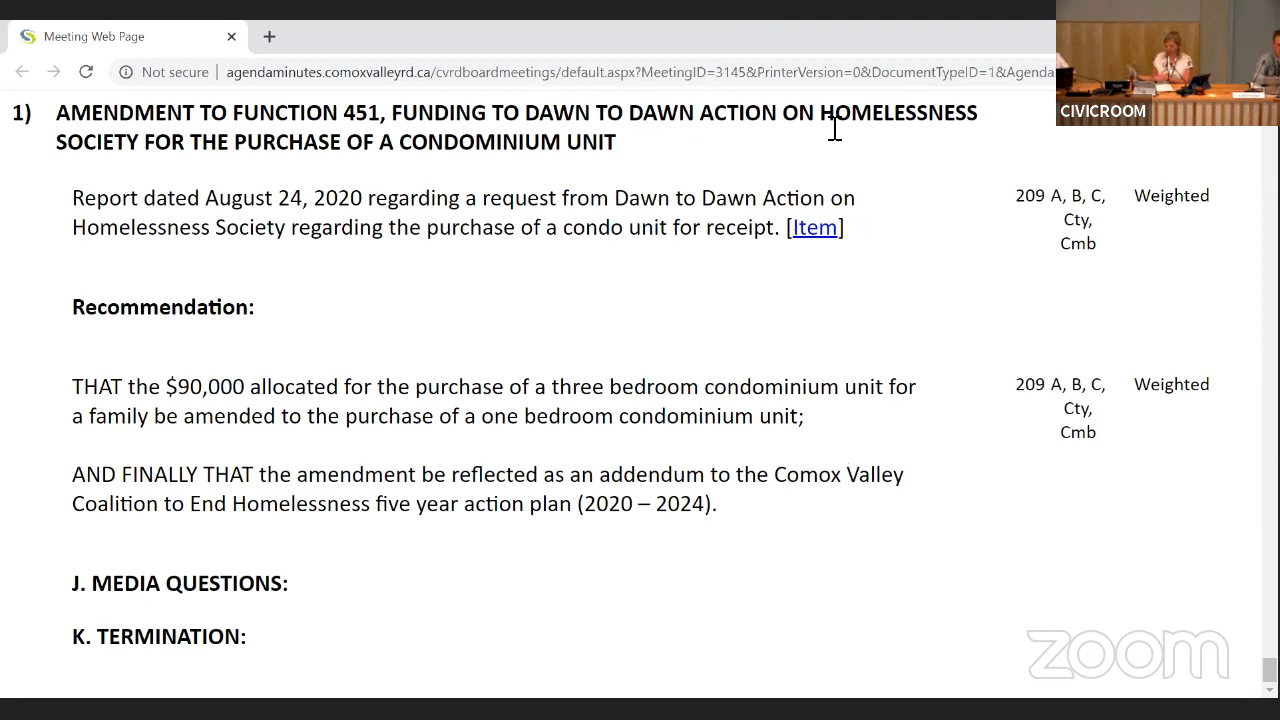 Meeting Web Page
Not secure
agendaminutes.comoxvalleyrd.ca/cvrdboardmeetings/default.aspx?MeetingID=3145&PrinterVersion=0&DocumentTypeID=1&Agenda
CIVICROOM
1) AMENDMENT TO FUNCTION 451, FUNDING TO DAWN TO DAWN ACTION ON HOMELESSNESS
SOCIETY FOR THE PURCHASE OF A CONDOMINIUM UNIT
Report dated August 24, 2020 regarding a request from Dawn to Dawn Action on
Homelessness Society regarding the purchase of a condo unit for receipt. [Item]
209 A, B, C, Weighted
Cty,
Cmb
Recommendation:
THAT the $90,000 allocated for the purchase of a three bedroom condominium unit for
a family be amended to the purchase of a one bedroom condominium unit;
209 A, B, C, Weighted
Cty,
Cmb
AND FINALLY THAT the amendment be reflected as an addendum to the Comox Valley
Coalition to End Homelessness five year action plan (2020 – 2024).
J. MEDIA QUESTIONS:
K. TERMINATION:
zoom